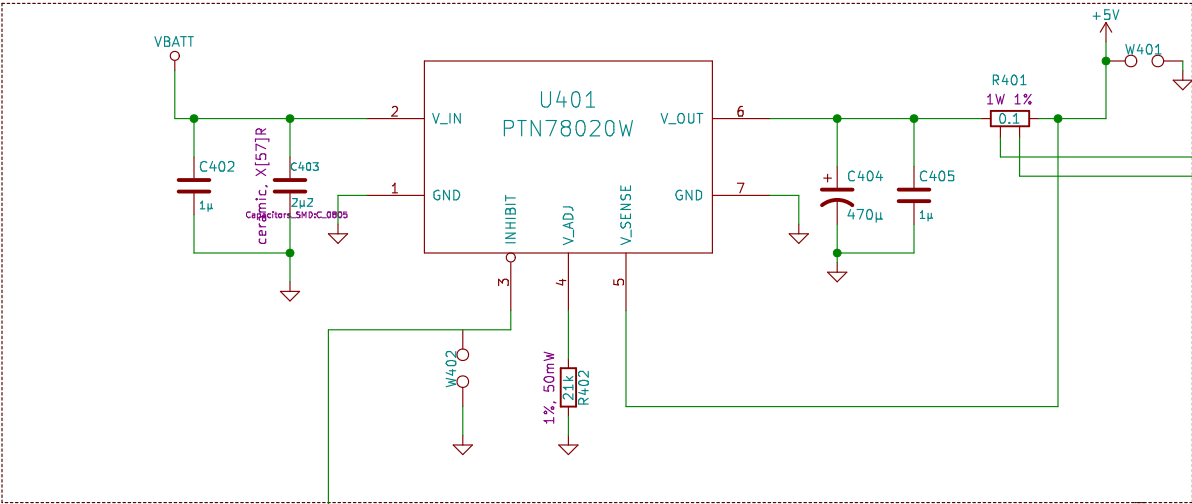 +5V
VBATT
W401
R401
1W 1%
0.1
U401
PTN78020W
2
V_IN
V_OUT
6
C402
1µ
ceramic, X[57]R
C403
2µ2
Capacitors_SMD:C_0805
1
GND
GND
7
INHIBIT
V_ADJ
V_SENSE
C404
+
470µ
C405
1µ
3
4
5
W402
1%, 50mW
21k
R402